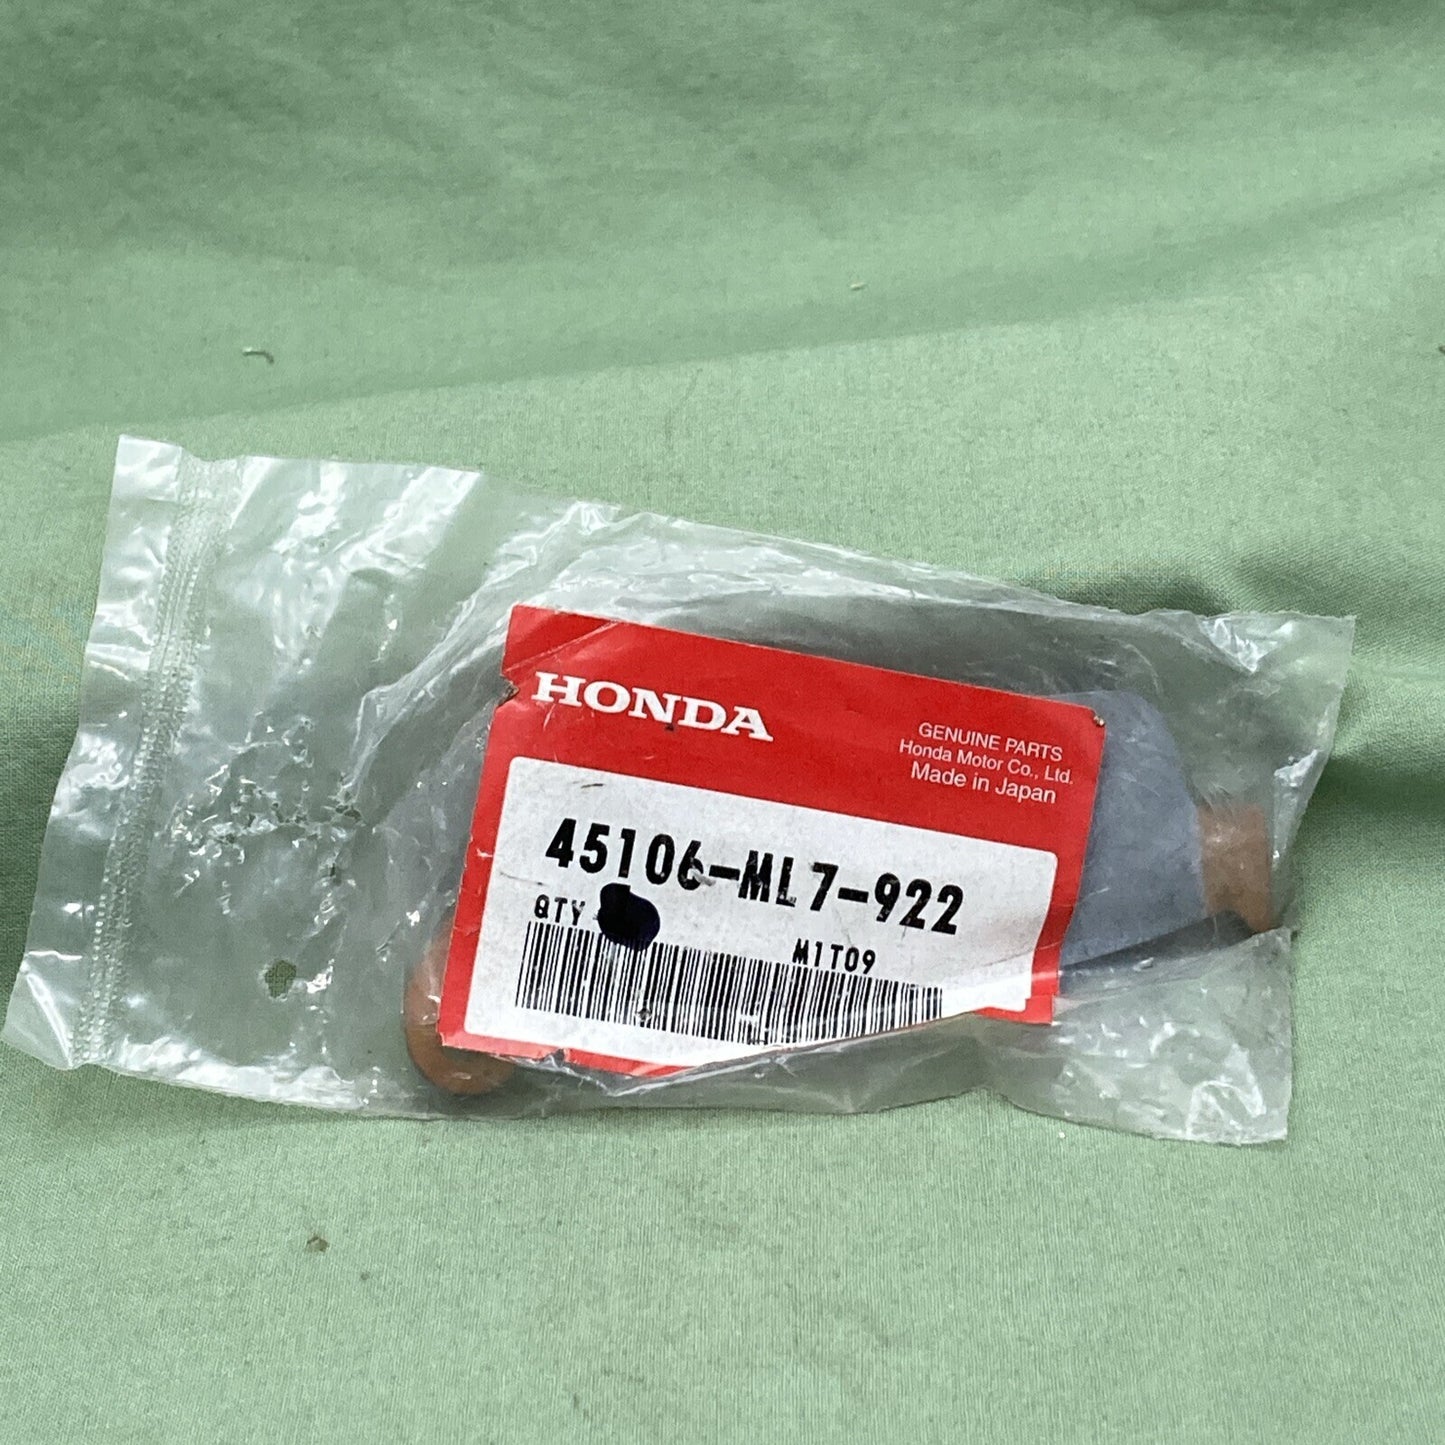 HONDA
GENUINE PARTS
Honda Motor Co., Ltd.
Made in Japan
45106-ML7-922
QTY
M1T09